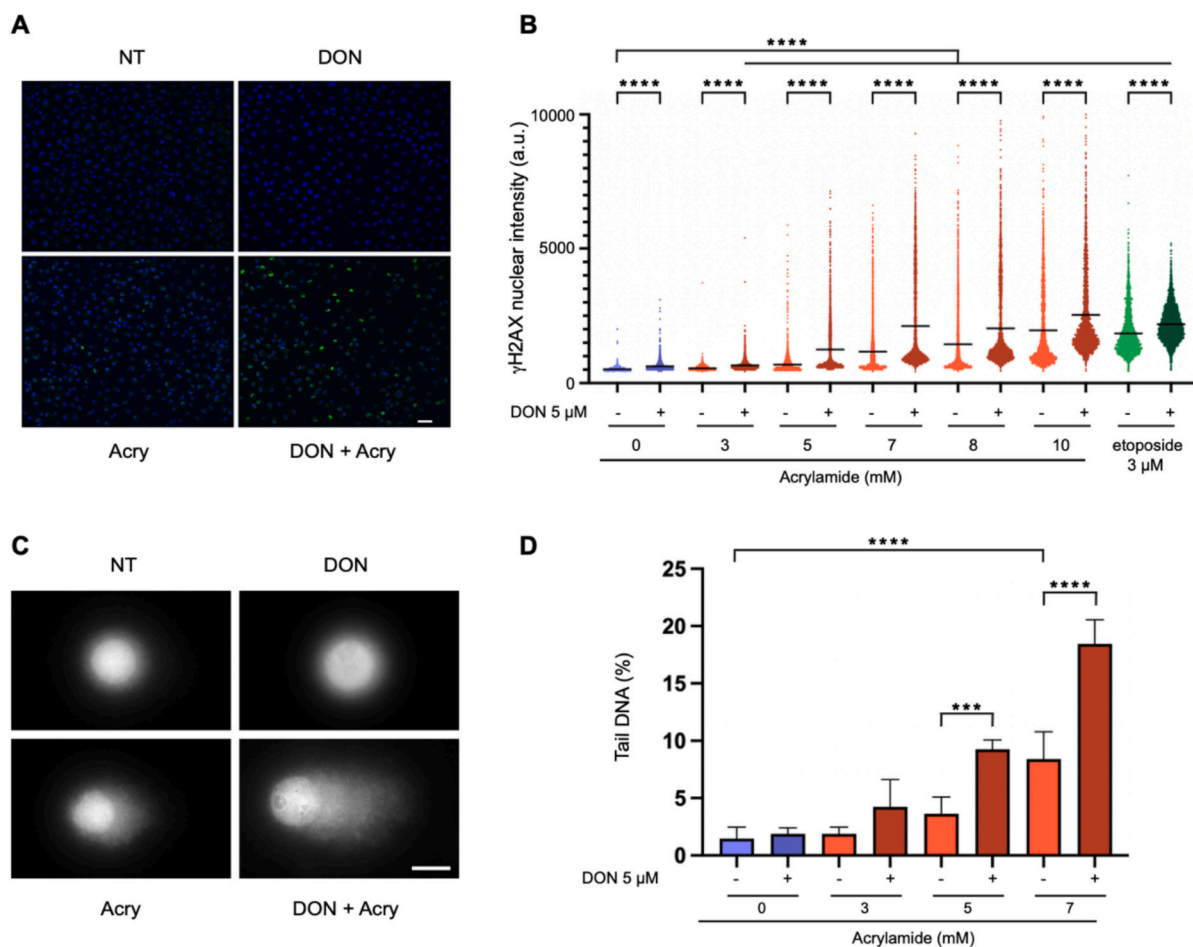 A
NT
DON
Acry
DON + Acry
B
****
**** **** **** **** **** **** ****
γH2AX nuclear intensity (a.u.)
10000
5000
0
DON 5 µM
- + - + - + - + - + - + - +
0 3 5 7 8 10 etoposide
3 µM
Acrylamide (mM)
C
NT
DON
Acry
DON + Acry
D
****
****
***
Tail DNA (%)
25
20
15
10
5
0
DON 5 µM
- + - + - + - +
0 3 5 7
Acrylamide (mM)